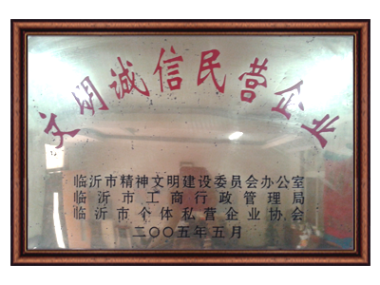 文明诚信民营企业
临沂市精神文明建设委员会办公室
临沂市工商行政管理局
临沂市个体私营企业协会
二〇〇五年五月